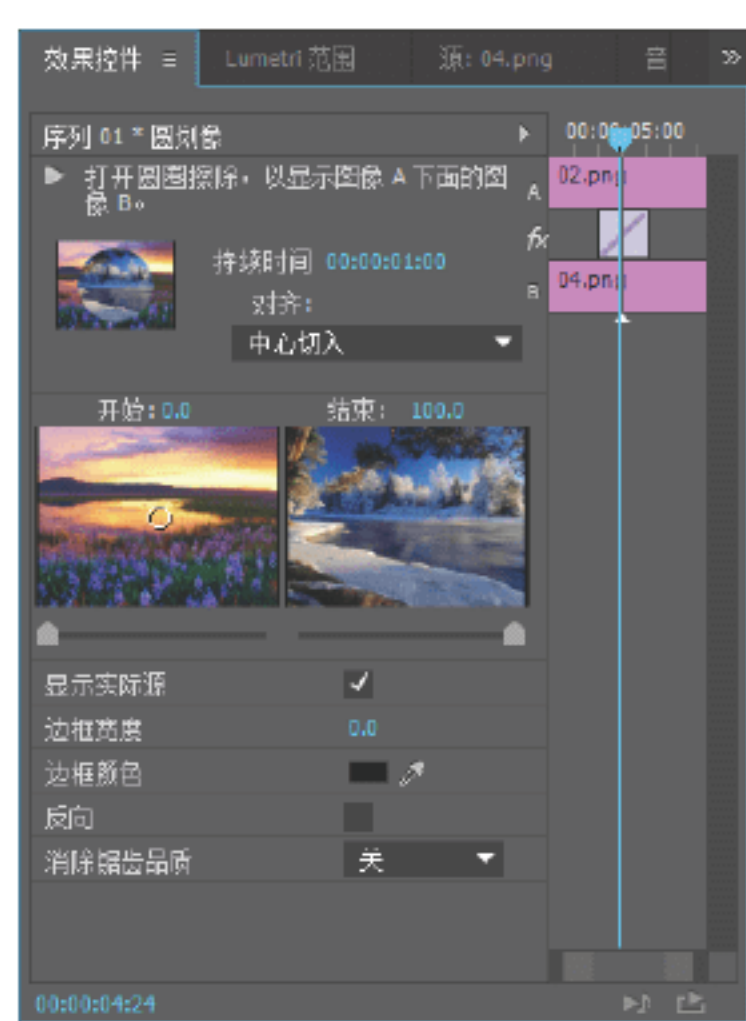 效果控件 Lumetri 范围 源: 04.png 音
序列 01 * 圆划像 00:00:05:00
打开圆圈擦除，以显示图像 A 下面的图
像 B。
A 02.png
fx
B 04.png
持续时间 00:00:01:00
对齐:
中心切入
开始: 0.0 结束: 100.0
显示实际源
边框宽度 0.0
边框颜色
反向
消除锯齿品质 关
00:00:04:24